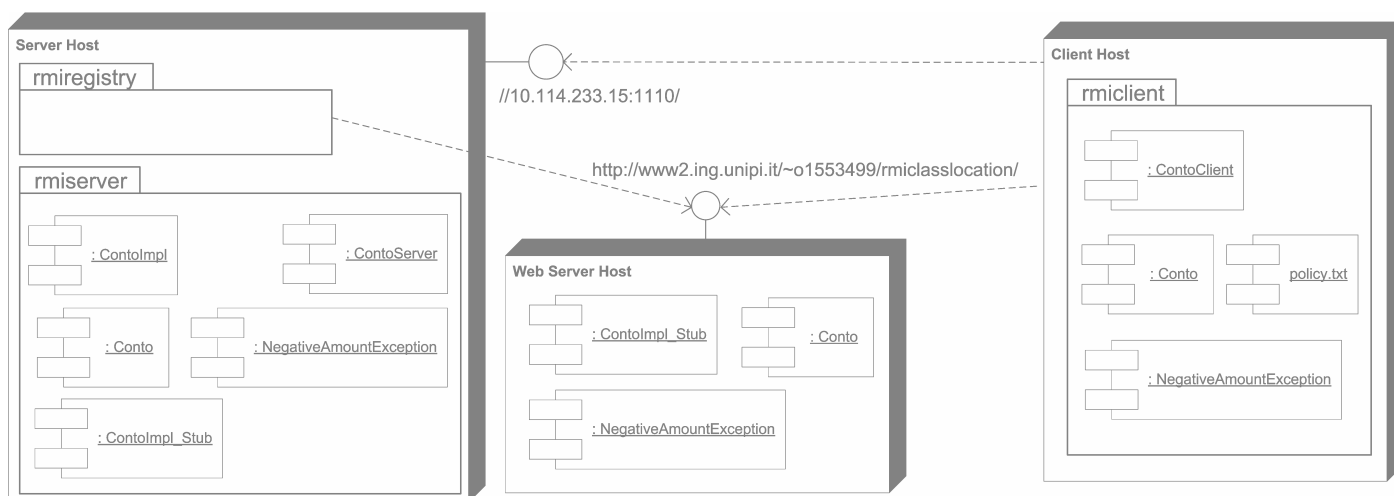 Server Host
rmiregistry
//10.114.233.15:1110/
http://www2.ing.unipi.it/~o1553499/rmiclasslocation/
rmiserver
: ContoImpl
: ContoServer
: Conto
: NegativeAmountException
: ContoImpl_Stub
Web Server Host
: ContoImpl_Stub
: Conto
: NegativeAmountException
Client Host
rmiclient
: ContoClient
: Conto
policy.txt
: NegativeAmountException